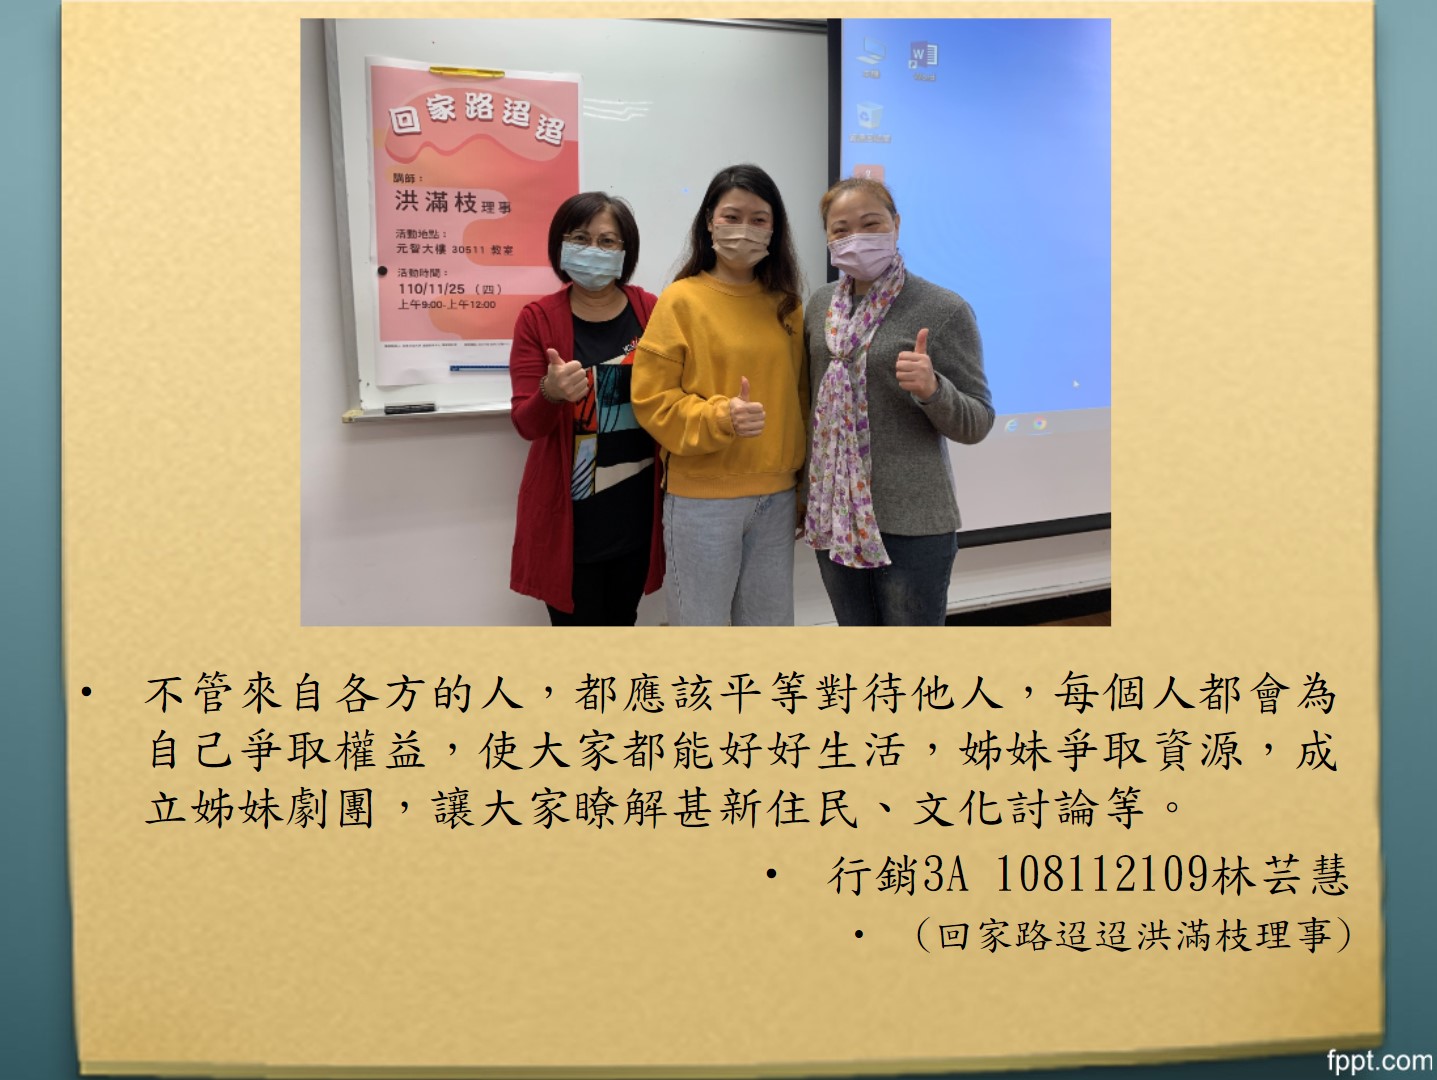 回家路迢迢
講師：
洪滿枝 理事
活動地點：
元智大樓 30511 教室
活動時間：
110/11/25（四）
上午9:00-上午12:00
Word
• 不管來自各方的人，都應該平等對待他人，每個人都會為
自己爭取權益，使大家都能好好生活，姊妹爭取資源，成
立姊妹劇團，讓大家瞭解甚新住民、文化討論等。
• 行銷3A 108112109林芸慧
• （回家路迢迢洪滿枝理事）
fppt.com